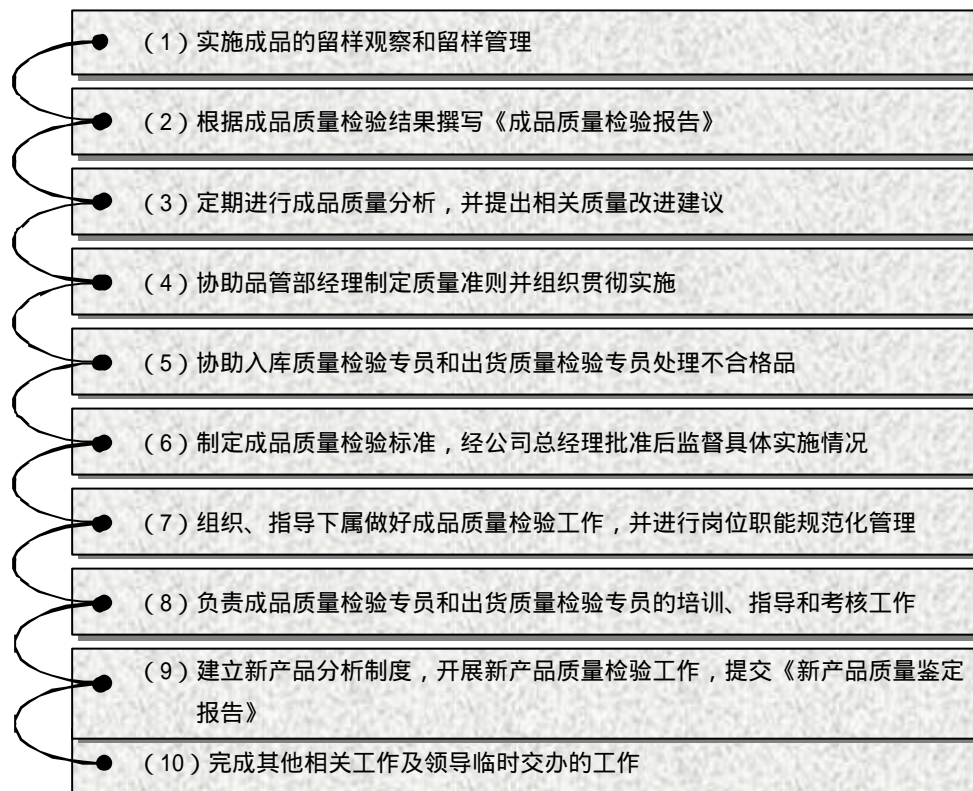 （1）实施成品的留样观察和留样管理
（2）根据成品质量检验结果撰写《成品质量检验报告》
（3）定期进行成品质量分析，并提出相关质量改进建议
（4）协助品管部经理制定质量准则并组织贯彻实施
（5）协助入库质量检验专员和出货质量检验专员处理不合格品
（6）制定成品质量检验标准，经公司总经理批准后监督具体实施情况
（7）组织、指导下属做好成品质量检验工作，并进行岗位职能规范化管理
（8）负责成品质量检验专员和出货质量检验专员的培训、指导和考核工作
（9）建立新产品分析制度，开展新产品质量检验工作，提交《新产品质量鉴定
报告》
（10）完成其他相关工作及领导临时交办的工作